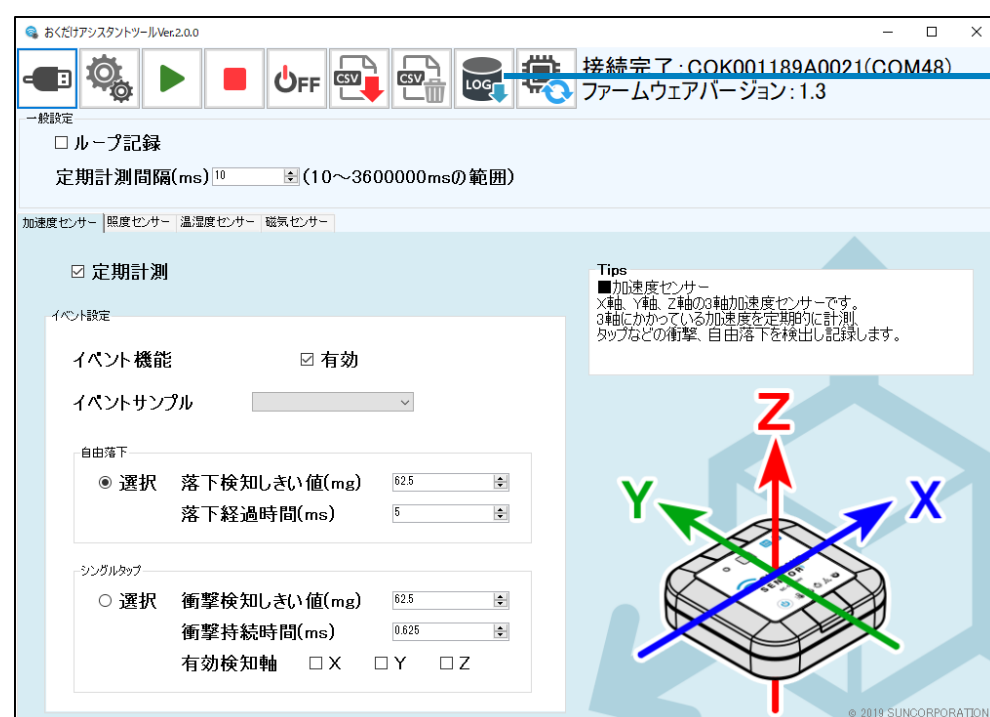 おくだけアシスタントツールVer.2.0.0
OFF
CSV
CSV
LOG
接続完了:COK001189A0021(COM48)
ファームウェアバージョン:1.3
一般設定
ループ記録
定期計測間隔(ms) 10 (10～3600000msの範囲)
加速度センサー 照度センサー 温湿度センサー 磁気センサー
定期計測
イベント設定
イベント機能 有効
イベントサンプル
自由落下
選択 落下検知しきい値(mg) 62.5
落下経過時間(ms) 5
シングルタップ
選択 衝撃検知しきい値(mg) 62.5
衝撃持続時間(ms) 0.625
有効検知軸 X Y Z
Tips
■加速度センサー
X軸、Y軸、Z軸の3軸加速度センサーです。
3軸にかかっている加速度を定期的に計測、
タップなどの衝撃、自由落下を検出し記録します。
Z
Y
X
© 2019 SUNCORPORATION